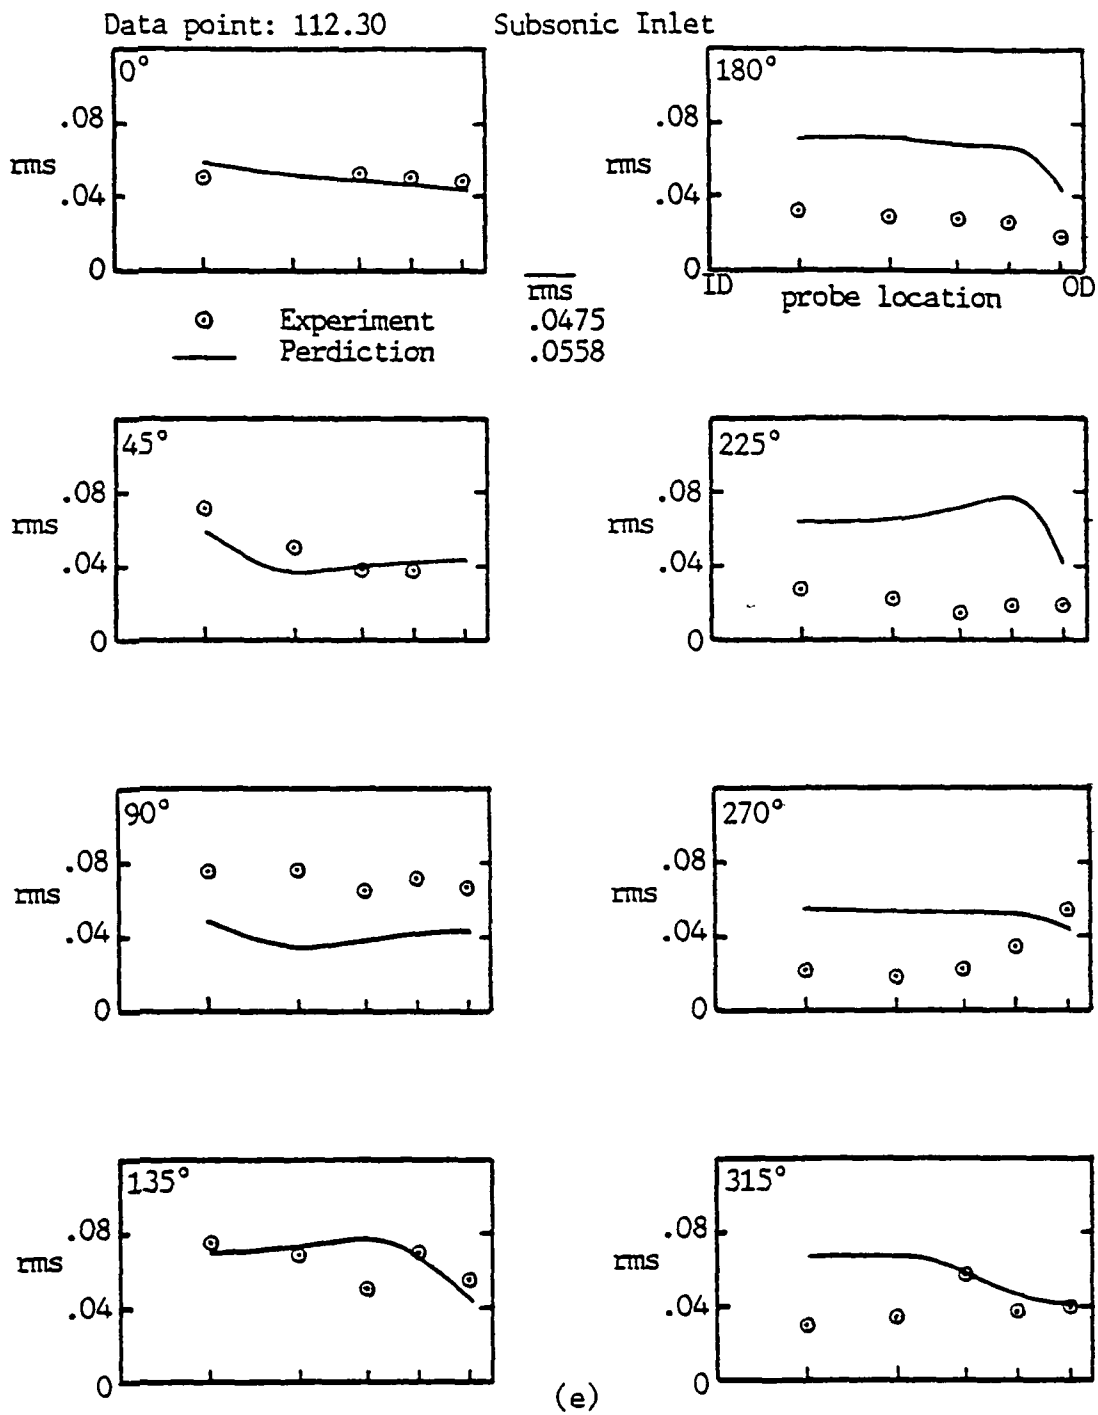 Data point: 112.30 Subsonic Inlet
0°
.08
rms
.04
0
180°
.08
rms
.04
0
ID probe location OD
rms
Experiment .0475
Perdiction .0558
45°
.08
rms
.04
0
225°
.08
rms
.04
0
90°
.08
rms
.04
0
270°
.08
rms
.04
0
135°
.08
rms
.04
0
315°
.08
rms
.04
0
(e)